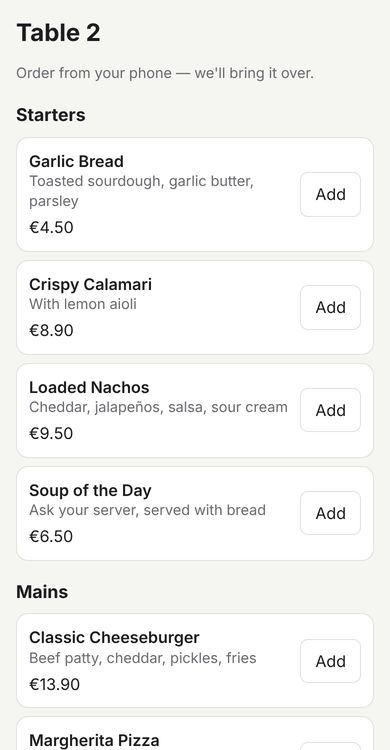 Table 2
Order from your phone — we'll bring it over.
Starters
Garlic Bread
Toasted sourdough, garlic butter,
parsley
€4.50
Add
Crispy Calamari
With lemon aioli
€8.90
Add
Loaded Nachos
Cheddar, jalapeños, salsa, sour cream
€9.50
Add
Soup of the Day
Ask your server, served with bread
€6.50
Add
Mains
Classic Cheeseburger
Beef patty, cheddar, pickles, fries
€13.90
Add
Margherita Pizza